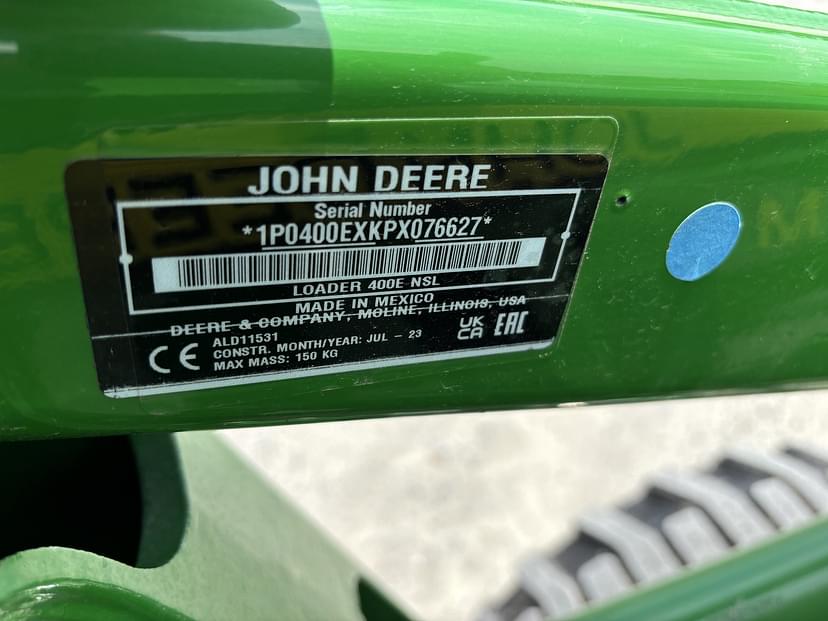 JOHN DEERE
Serial Number
*1P0400EXKPX076627*
LOADER 400E NSL
MADE IN MEXICO
DEERE & COMPANY, MOLINE, ILLINOIS, USA
ALD11531
CONSTR. MONTH/YEAR: JUL - 23
MAX MASS: 150 KG
CE
UK
CA
EAC